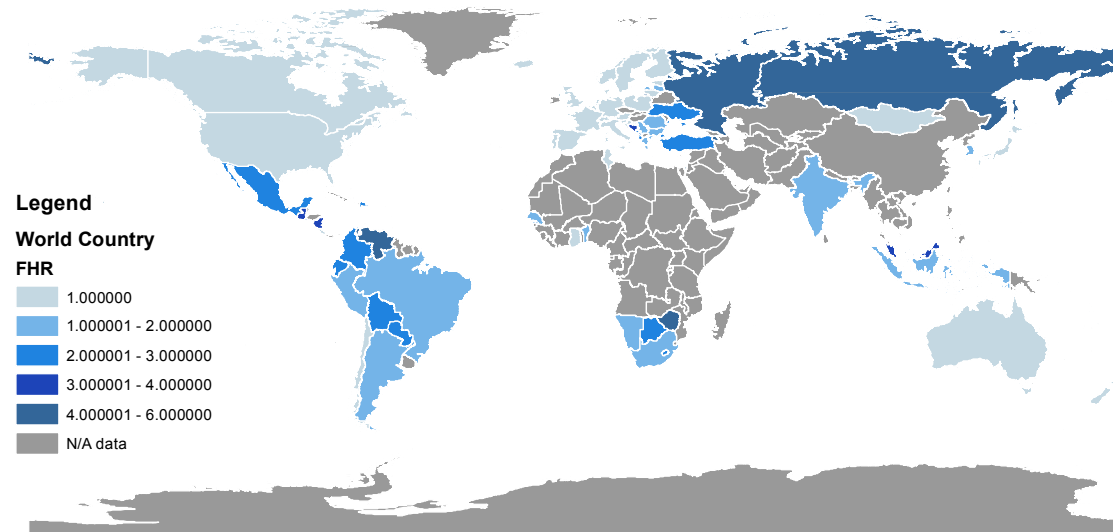 Legend
World Country
FHR
1.000000
1.000001 - 2.000000
2.000001 - 3.000000
3.000001 - 4.000000
4.000001 - 6.000000
N/A data